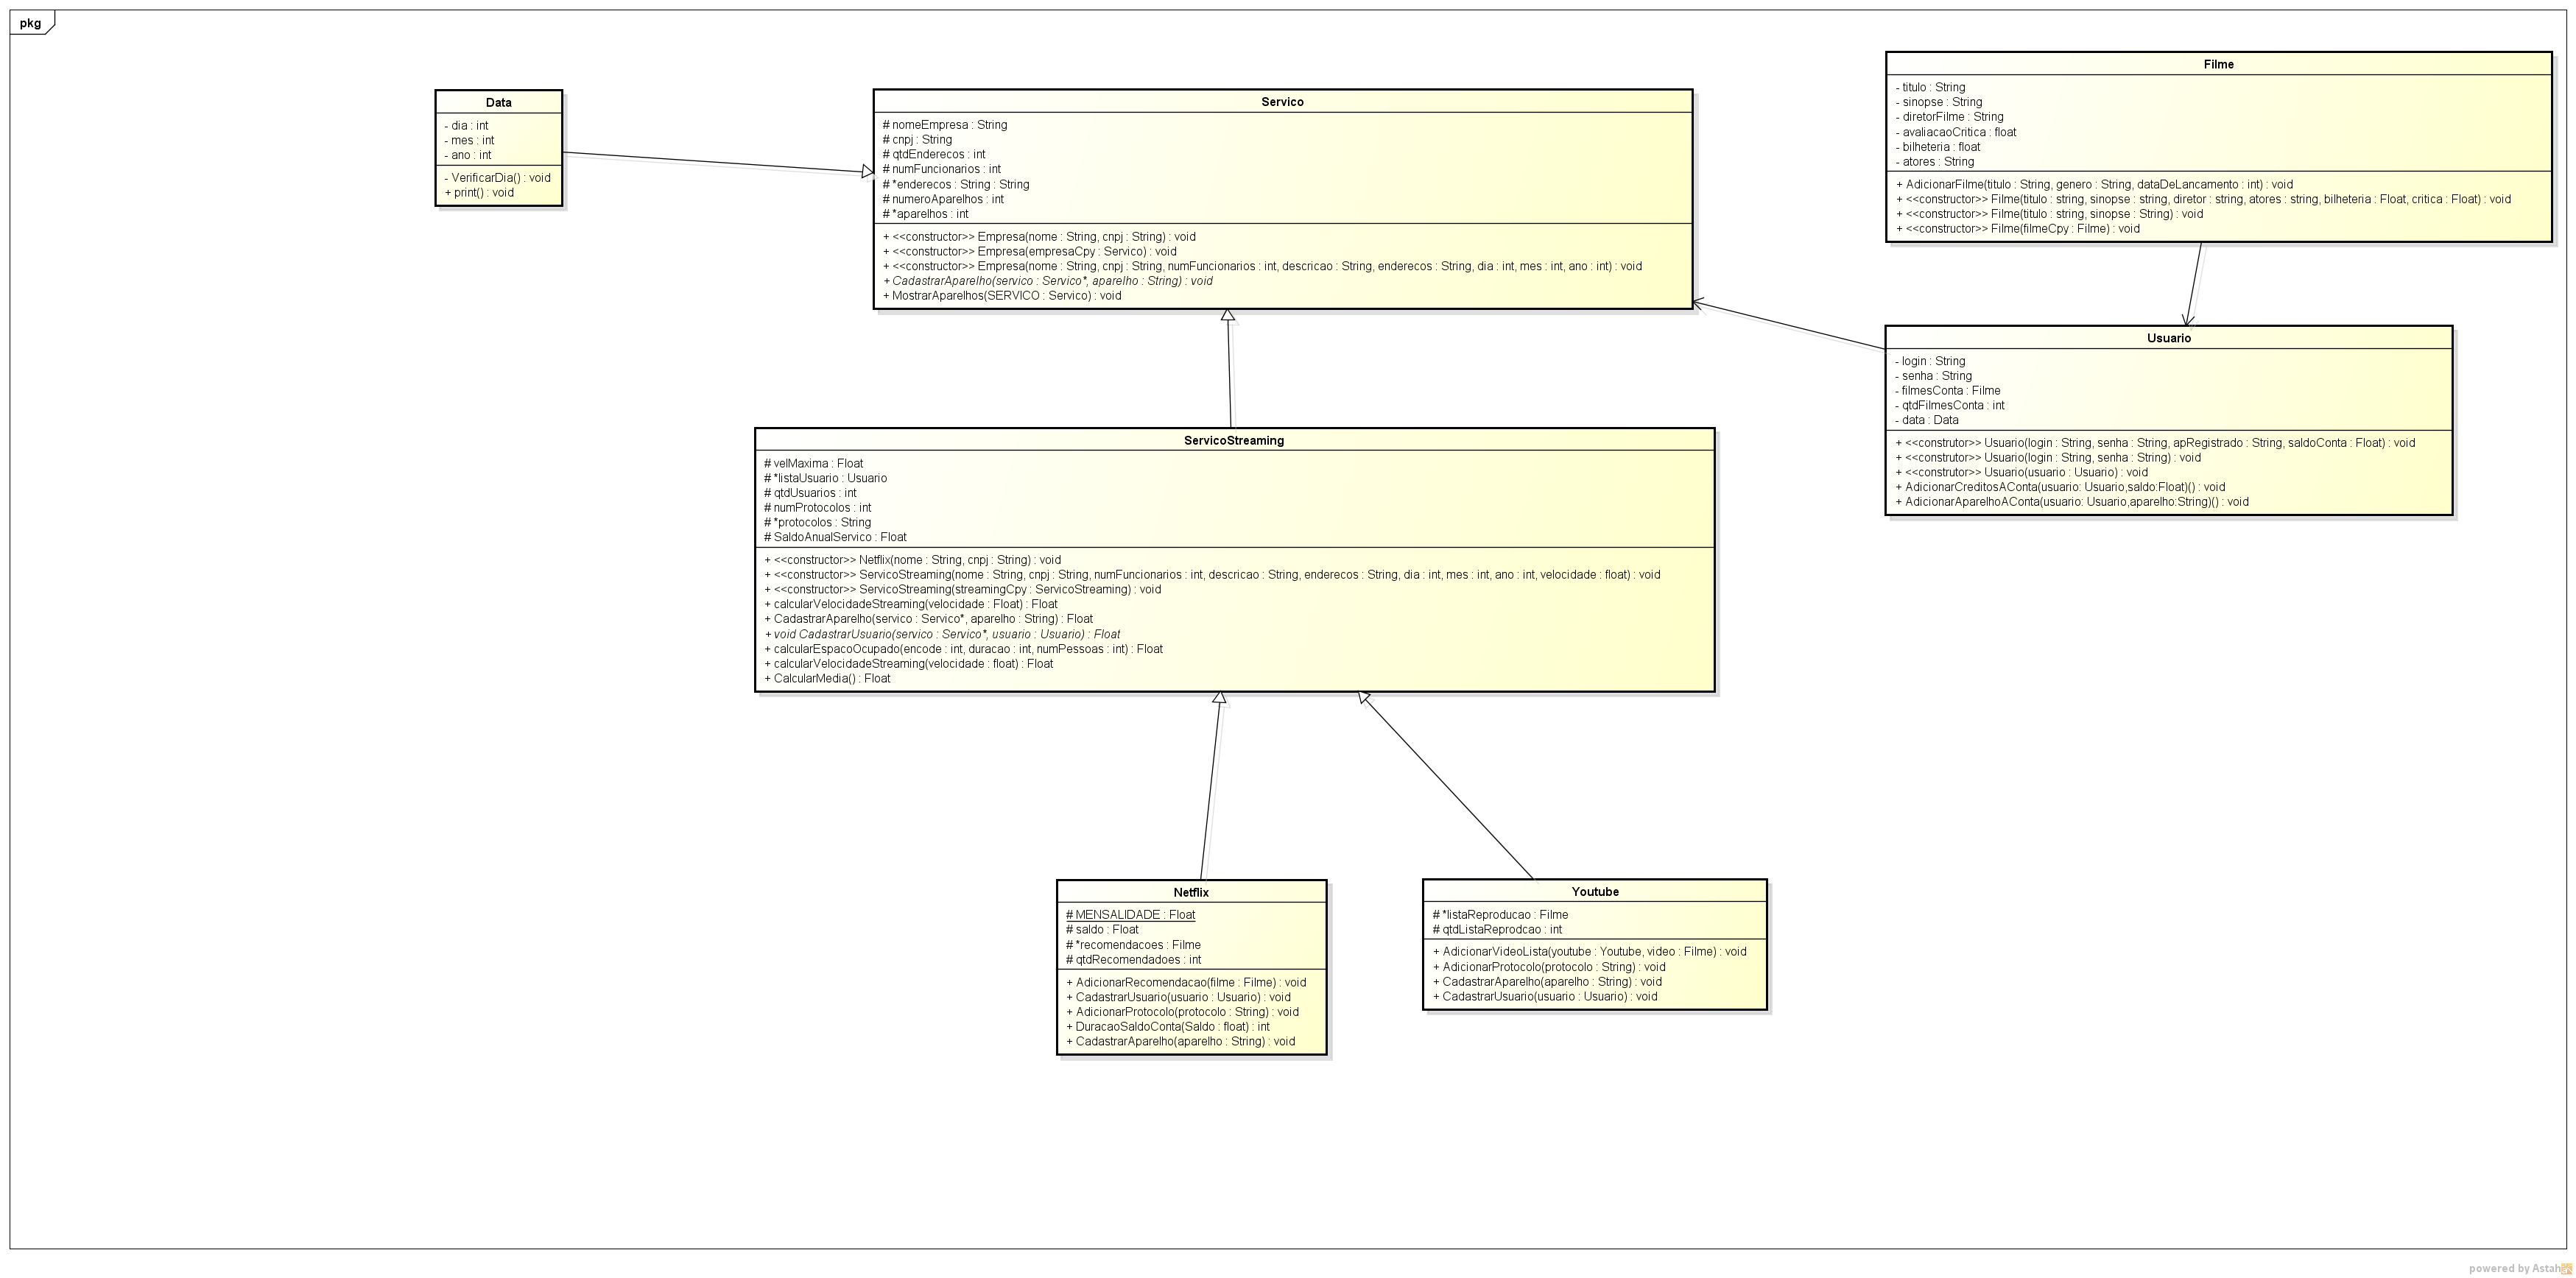 pkg
Data
- dia : int
- mes : int
- ano : int
- VerificarDia() : void
+ print() : void
Servico
# nomeEmpresa : String
# cnpj : String
# qtdEnderecos : int
# numFuncionarios : int
# *enderecos : String : String
# numeroAparelhos : int
# *aparelhos : int
+ <<constructor>> Empresa(nome : String, cnpj : String) : void
+ <<constructor>> Empresa(empresaCpy : Servico) : void
+ <<constructor>> Empresa(nome : String, cnpj : String, numFuncionarios : int, descricao : String, enderecos : String, dia : int, mes : int, ano : int) : void
+ CadastrarAparelho(servico : Servico*, aparelho : String) : void
+ MostrarAparelhos(SERVICO : Servico) : void
Filme
- titulo : String
- sinopse : String
- diretorFilme : String
- avaliacaoCritica : float
- bilheteria : float
- atores : String
+ AdicionarFilme(titulo : String, genero : String, dataDeLancamento : int) : void
+ <<constructor>> Filme(titulo : string, sinopse : string, diretor : string, atores : string, bilheteria : Float, critica : Float) : void
+ <<constructor>> Filme(titulo : string, sinopse : String) : void
+ <<constructor>> Filme(filmeCpy : Filme) : void
Usuario
- login : String
- senha : String
- filmesConta : Filme
- qtdFilmesConta : int
- data : Data
+ <<construtor>> Usuario(login : String, senha : String, apRegistrado : String, saldoConta : Float) : void
+ <<construtor>> Usuario(login : String, senha : String) : void
+ <<construtor>> Usuario(usuario : Usuario) : void
+ AdicionarCreditosAConta(usuario: Usuario,saldo:Float)() : void
+ AdicionarAparelhoAConta(usuario: Usuario,aparelho:String)() : void
ServicoStreaming
# velMaxima : Float
# *listaUsuario : Usuario
# qtdUsuarios : int
# numProtocolos : int
# *protocolos : String
# SaldoAnualServico : Float
+ <<constructor>> Netflix(nome : String, cnpj : String) : void
+ <<constructor>> ServicoStreaming(nome : String, cnpj : String, numFuncionarios : int, descricao : String, enderecos : String, dia : int, mes : int, ano : int, velocidade : float) : void
+ <<constructor>> ServicoStreaming(streamingCpy : ServicoStreaming) : void
+ calcularVelocidadeStreaming(velocidade : Float) : Float
+ CadastrarAparelho(servico : Servico*, aparelho : String) : Float
+ void CadastrarUsuario(servico : Servico*, usuario : Usuario) : Float
+ calcularEspacoOcupado(encode : int, duracao : int, numPessoas : int) : Float
+ calcularVelocidadeStreaming(velocidade : float) : Float
+ CalcularMedia() : Float
Netflix
# MENSALIDADE : Float
# saldo : Float
# *recomendacoes : Filme
# qtdRecomendadoes : int
+ AdicionarRecomendacao(filme : Filme) : void
+ CadastrarUsuario(usuario : Usuario) : void
+ AdicionarProtocolo(protocolo : String) : void
+ DuracaoSaldoConta(Saldo : float) : int
+ CadastrarAparelho(aparelho : String) : void
Youtube
# *listaReproducao : Filme
# qtdListaReprodcao : int
+ AdicionarVideoLista(youtube : Youtube, video : Filme) : void
+ AdicionarProtocolo(protocolo : String) : void
+ CadastrarAparelho(aparelho : String) : void
+ CadastrarUsuario(usuario : Usuario) : void
powered by Astah